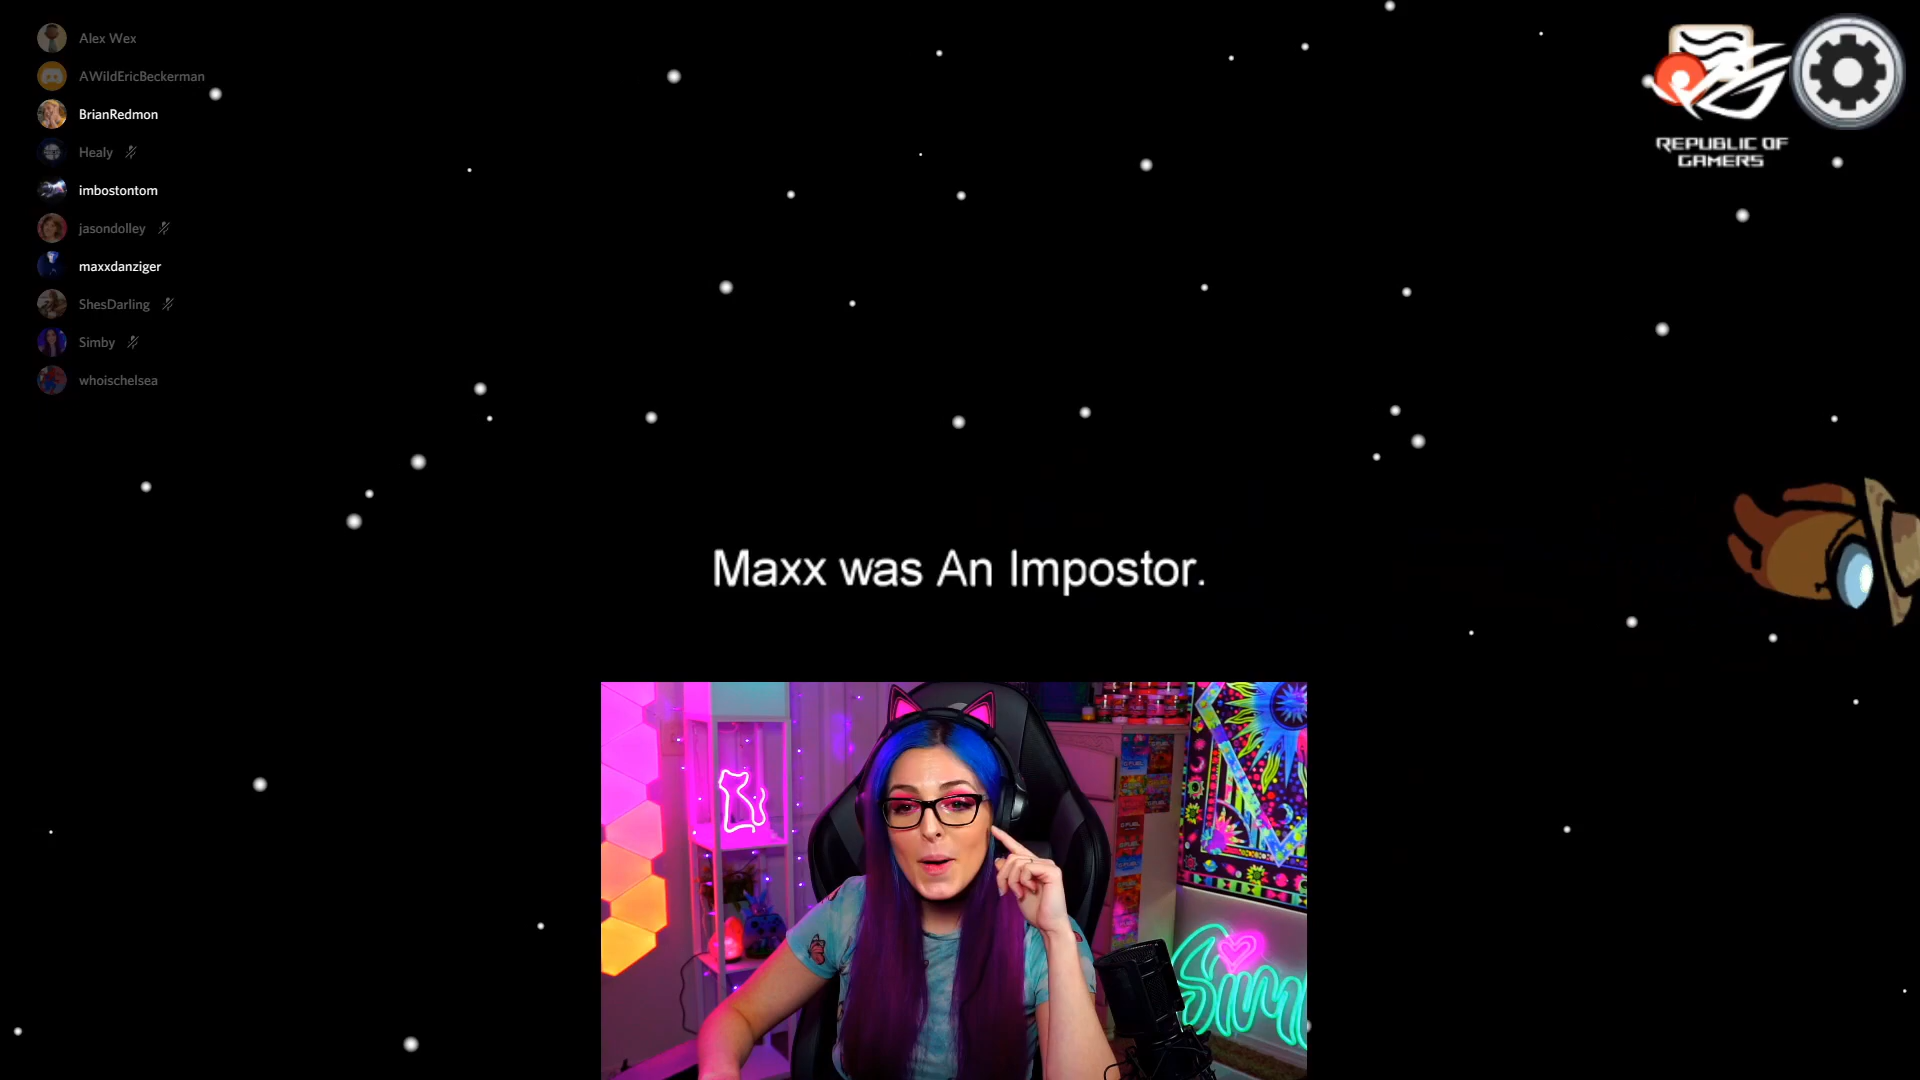 Alex Wex
AWildEricBeckerman
BrianRedmon
Healy
imbostontom
jasondolley
maxxdanziger
ShesDarling
Simby
whoischelsea
REPUBLIC OF
GAMERS
Maxx was An Impostor.